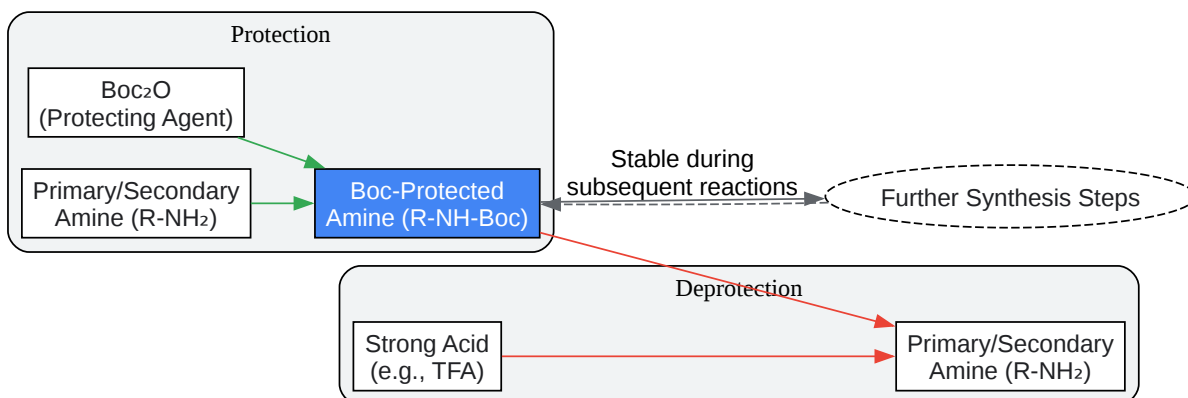 Protection
Boc₂O
(Protecting Agent)
Primary/Secondary
Amine (R-NH₂)
Boc-Protected
Amine (R-NH-Boc)
Stable during
subsequent reactions
Further Synthesis Steps
Deprotection
Strong Acid
(e.g., TFA)
Primary/Secondary
Amine (R-NH₂)